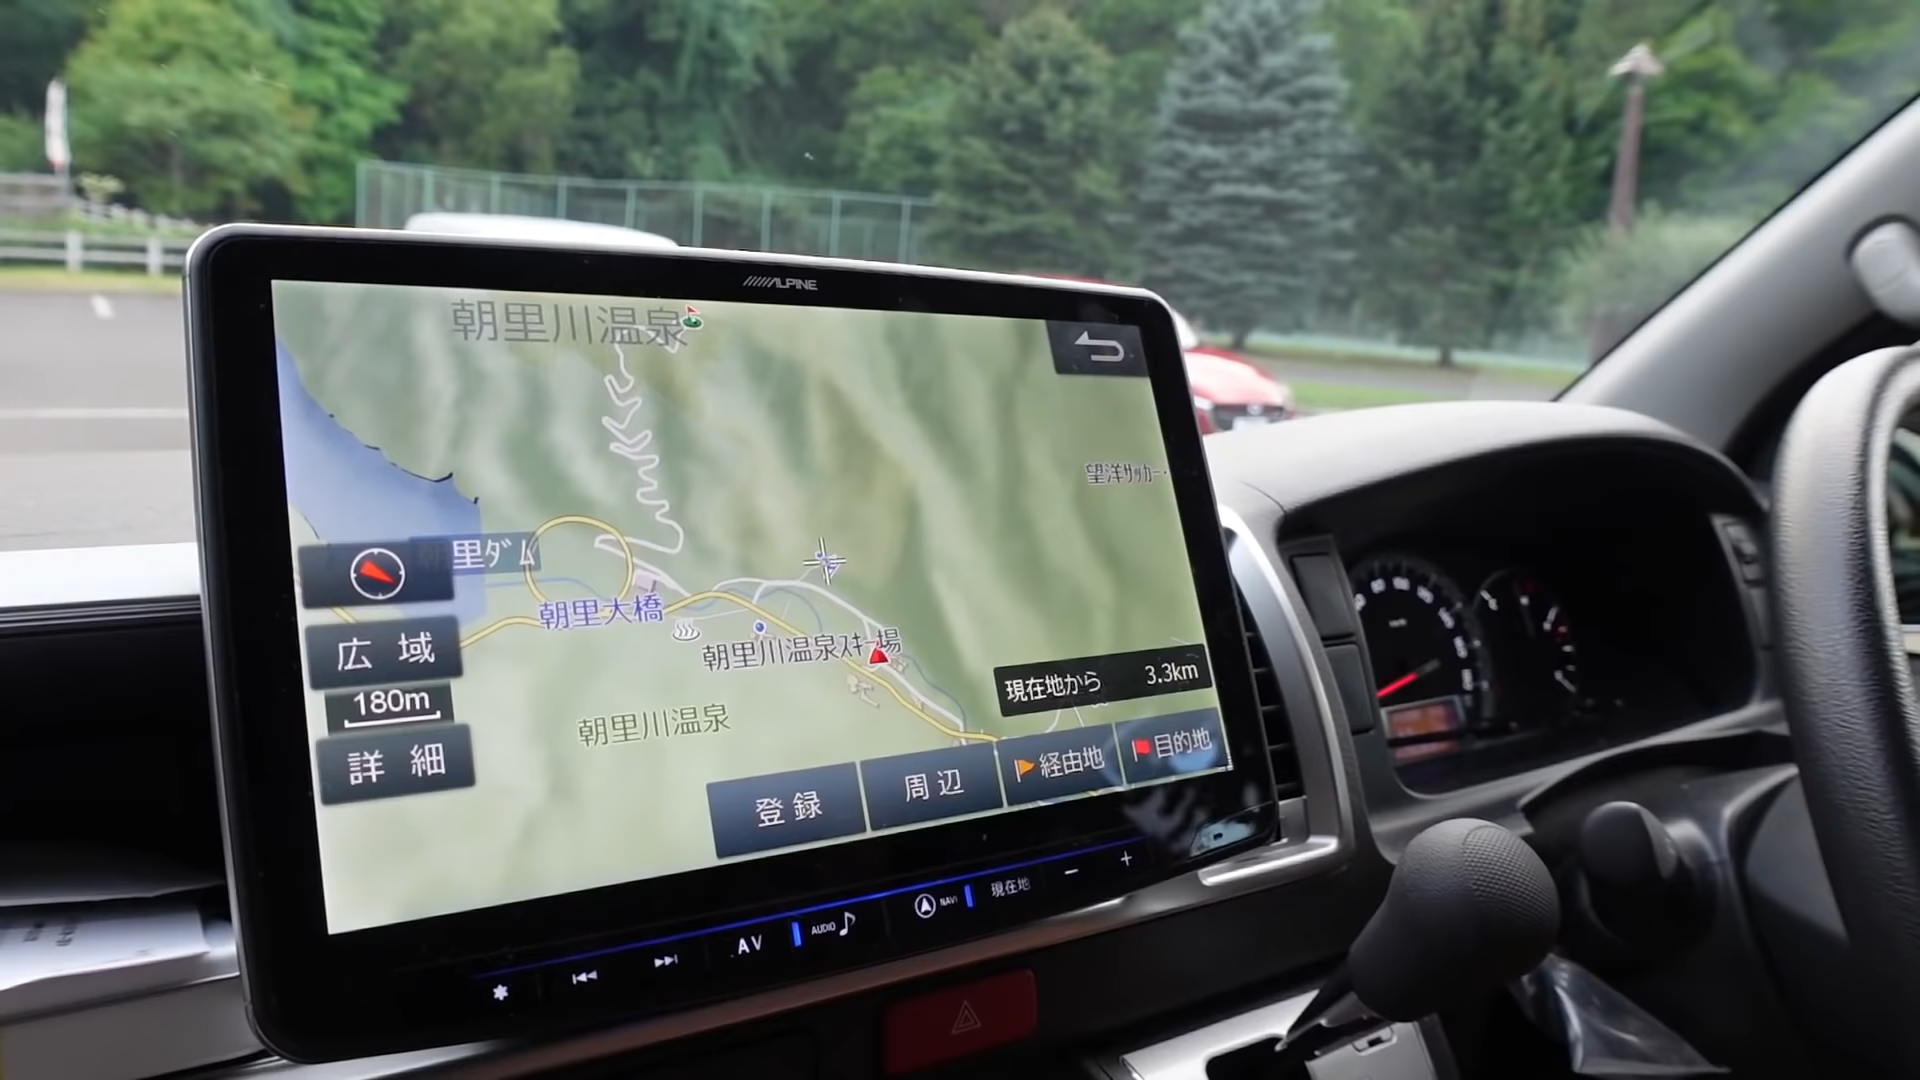 ALPINE
朝里川温泉
望洋ｻｯｶｰ・
里ﾀﾞﾑ
朝里大橋
朝里川温泉ｽｷｰ場
広域
180m
詳細
朝里川温泉
現在地から 3.3km
登録
周辺
経由地
目的地
AV
AUDIO
NAVI
現在地
− +